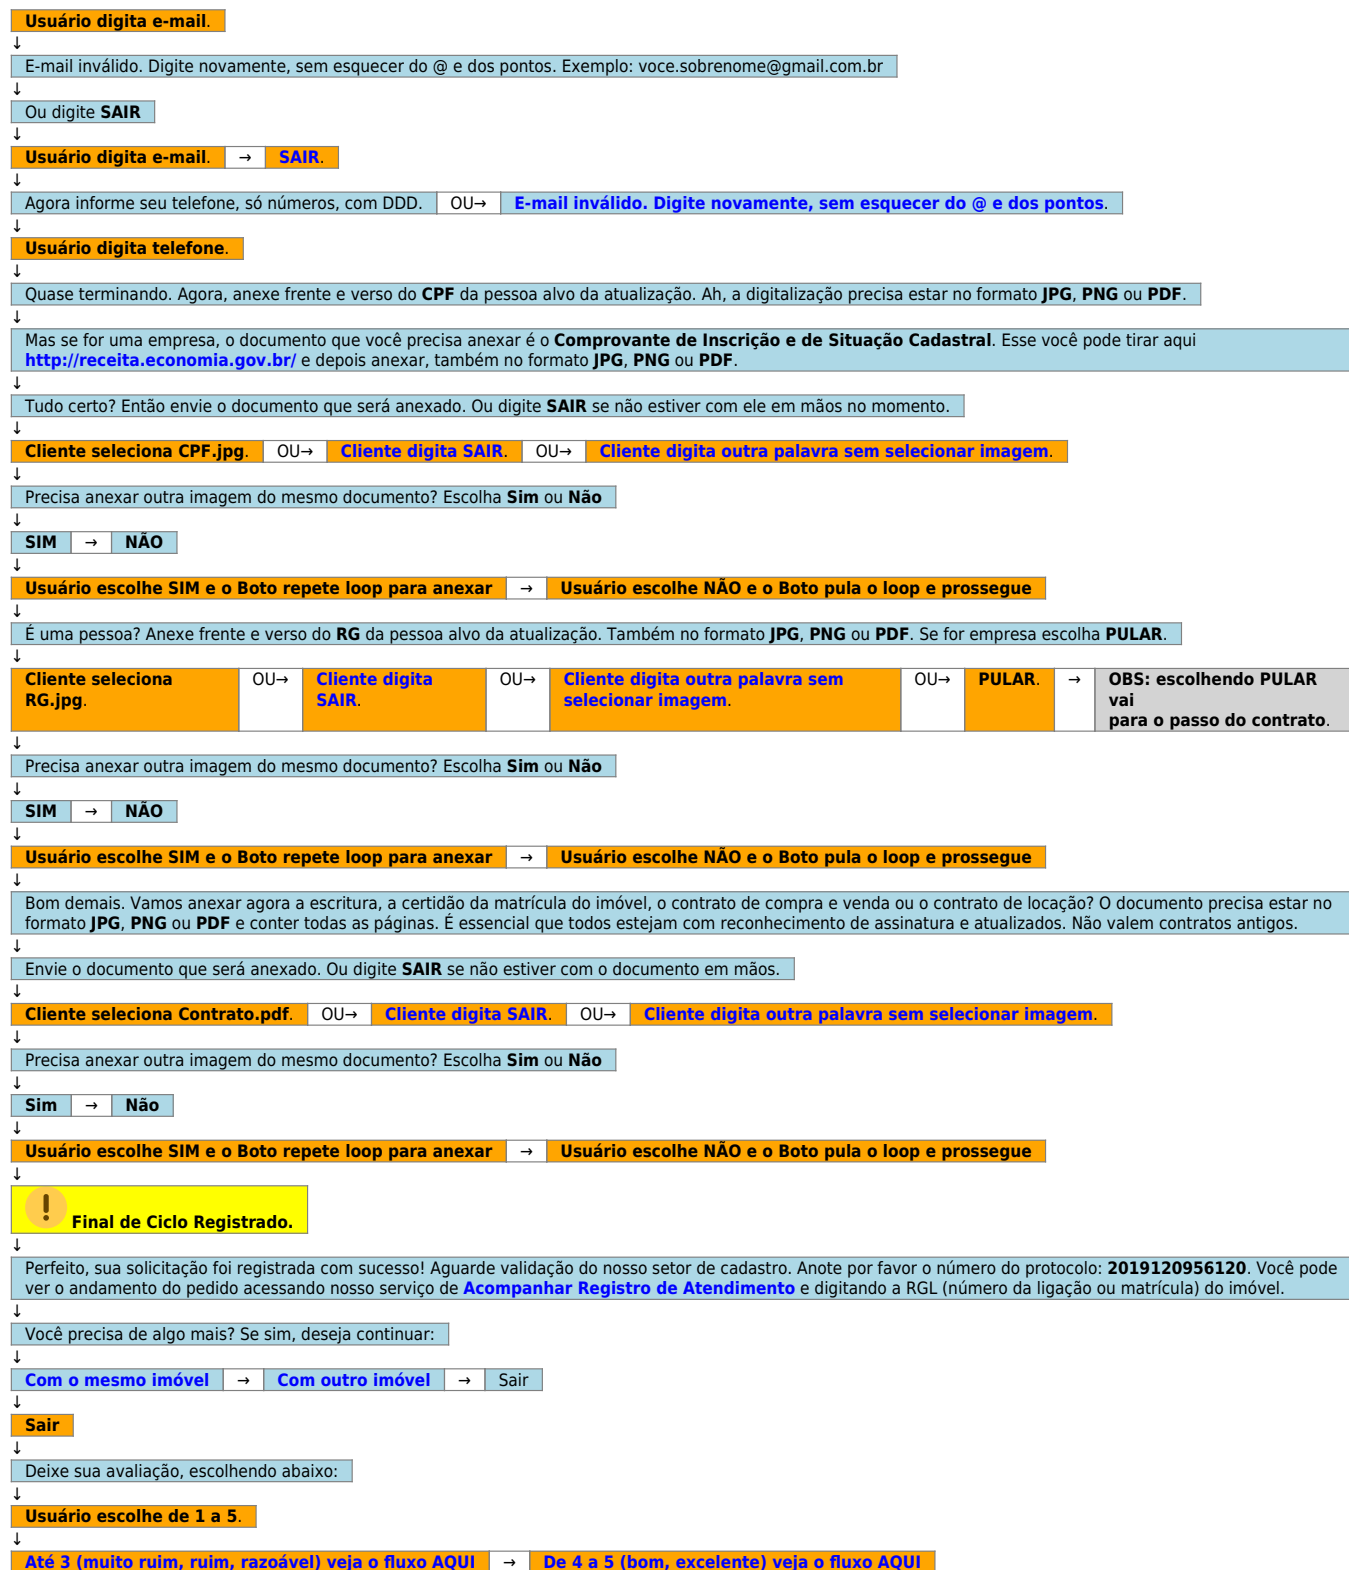 Usuário digita e-mail.
↓
E-mail inválido. Digite novamente, sem esquecer do @ e dos pontos. Exemplo: voce.sobrenome@gmail.com.br
↓
Ou digite SAIR
↓
Usuário digita e-mail. → SAIR.
↓
Agora informe seu telefone, só números, com DDD. OU→ E-mail inválido. Digite novamente, sem esquecer do @ e dos pontos.
↓
Usuário digita telefone.
↓
Quase terminando. Agora, anexe frente e verso do CPF da pessoa alvo da atualização. Ah, a digitalização precisa estar no formato JPG, PNG ou PDF.
↓
Mas se for uma empresa, o documento que você precisa anexar é o Comprovante de Inscrição e de Situação Cadastral. Esse você pode tirar aqui
http://receita.economia.gov.br/ e depois anexar, também no formato JPG, PNG ou PDF.
↓
Tudo certo? Então envie o documento que será anexado. Ou digite SAIR se não estiver com ele em mãos no momento.
↓
Cliente seleciona CPF.jpg. OU→ Cliente digita SAIR. OU→ Cliente digita outra palavra sem selecionar imagem.
↓
Precisa anexar outra imagem do mesmo documento? Escolha Sim ou Não
↓
SIM → NÃO
↓
Usuário escolhe SIM e o Boto repete loop para anexar → Usuário escolhe NÃO e o Boto pula o loop e prossegue
↓
É uma pessoa? Anexe frente e verso do RG da pessoa alvo da atualização. Também no formato JPG, PNG ou PDF. Se for empresa escolha PULAR.
↓
Cliente seleciona
RG.jpg.
OU→
Cliente digita
SAIR.
OU→
Cliente digita outra palavra sem
selecionar imagem.
OU→
PULAR.
→
OBS: escolhendo PULAR
vai
para o passo do contrato.
↓
Precisa anexar outra imagem do mesmo documento? Escolha Sim ou Não
↓
SIM → NÃO
↓
Usuário escolhe SIM e o Boto repete loop para anexar → Usuário escolhe NÃO e o Boto pula o loop e prossegue
↓
Bom demais. Vamos anexar agora a escritura, a certidão da matrícula do imóvel, o contrato de compra e venda ou o contrato de locação? O documento precisa estar no
formato JPG, PNG ou PDF e conter todas as páginas. É essencial que todos estejam com reconhecimento de assinatura e atualizados. Não valem contratos antigos.
↓
Envie o documento que será anexado. Ou digite SAIR se não estiver com o documento em mãos.
↓
Cliente seleciona Contrato.pdf. OU→ Cliente digita SAIR. OU→ Cliente digita outra palavra sem selecionar imagem.
↓
Precisa anexar outra imagem do mesmo documento? Escolha Sim ou Não
↓
Sim → Não
↓
Usuário escolhe SIM e o Boto repete loop para anexar → Usuário escolhe NÃO e o Boto pula o loop e prossegue
↓
! Final de Ciclo Registrado.
↓
Perfeito, sua solicitação foi registrada com sucesso! Aguarde validação do nosso setor de cadastro. Anote por favor o número do protocolo: 2019120956120. Você pode
ver o andamento do pedido acessando nosso serviço de Acompanhar Registro de Atendimento e digitando a RGL (número da ligação ou matrícula) do imóvel.
↓
Você precisa de algo mais? Se sim, deseja continuar:
↓
Com o mesmo imóvel → Com outro imóvel → Sair
↓
Sair
↓
Deixe sua avaliação, escolhendo abaixo:
↓
Usuário escolhe de 1 a 5.
↓
Até 3 (muito ruim, ruim, razoável) veja o fluxo AQUI → De 4 a 5 (bom, excelente) veja o fluxo AQUI